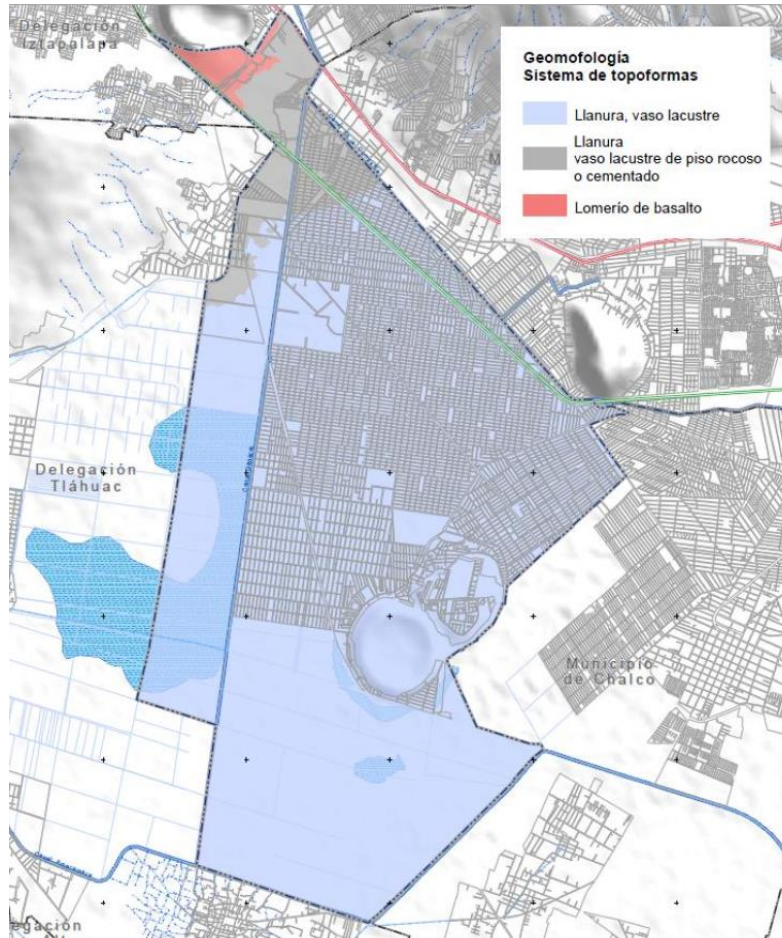 Delegación
Iztapalapa
Geomofología
Sistema de topoformas
Llanura, vaso lacustre
Llanura
vaso lacustre de piso rocoso
o cementado
Lomerío de basalto
Delegación
Tláhuac
Municipio
de Chalco